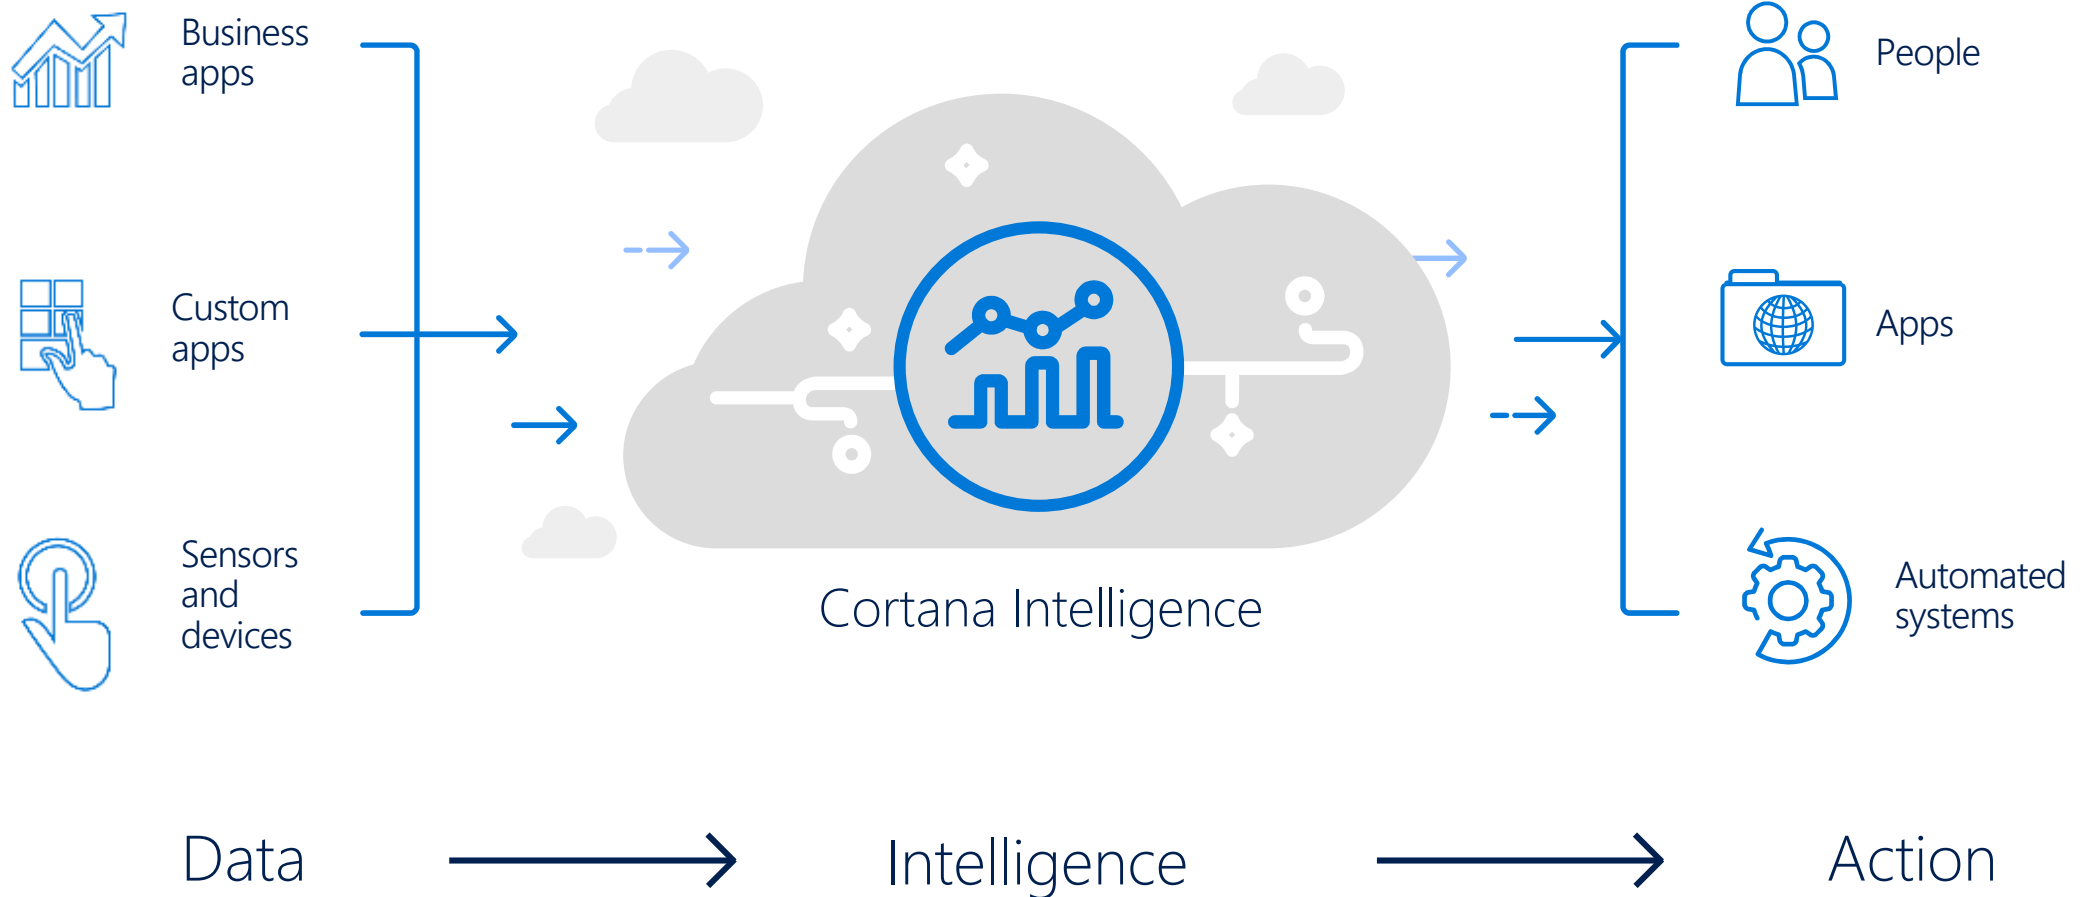 Business
apps
Custom
apps
Sensors
and
devices
Cortana Intelligence
People
Apps
Automated
systems
Data
Intelligence
Action